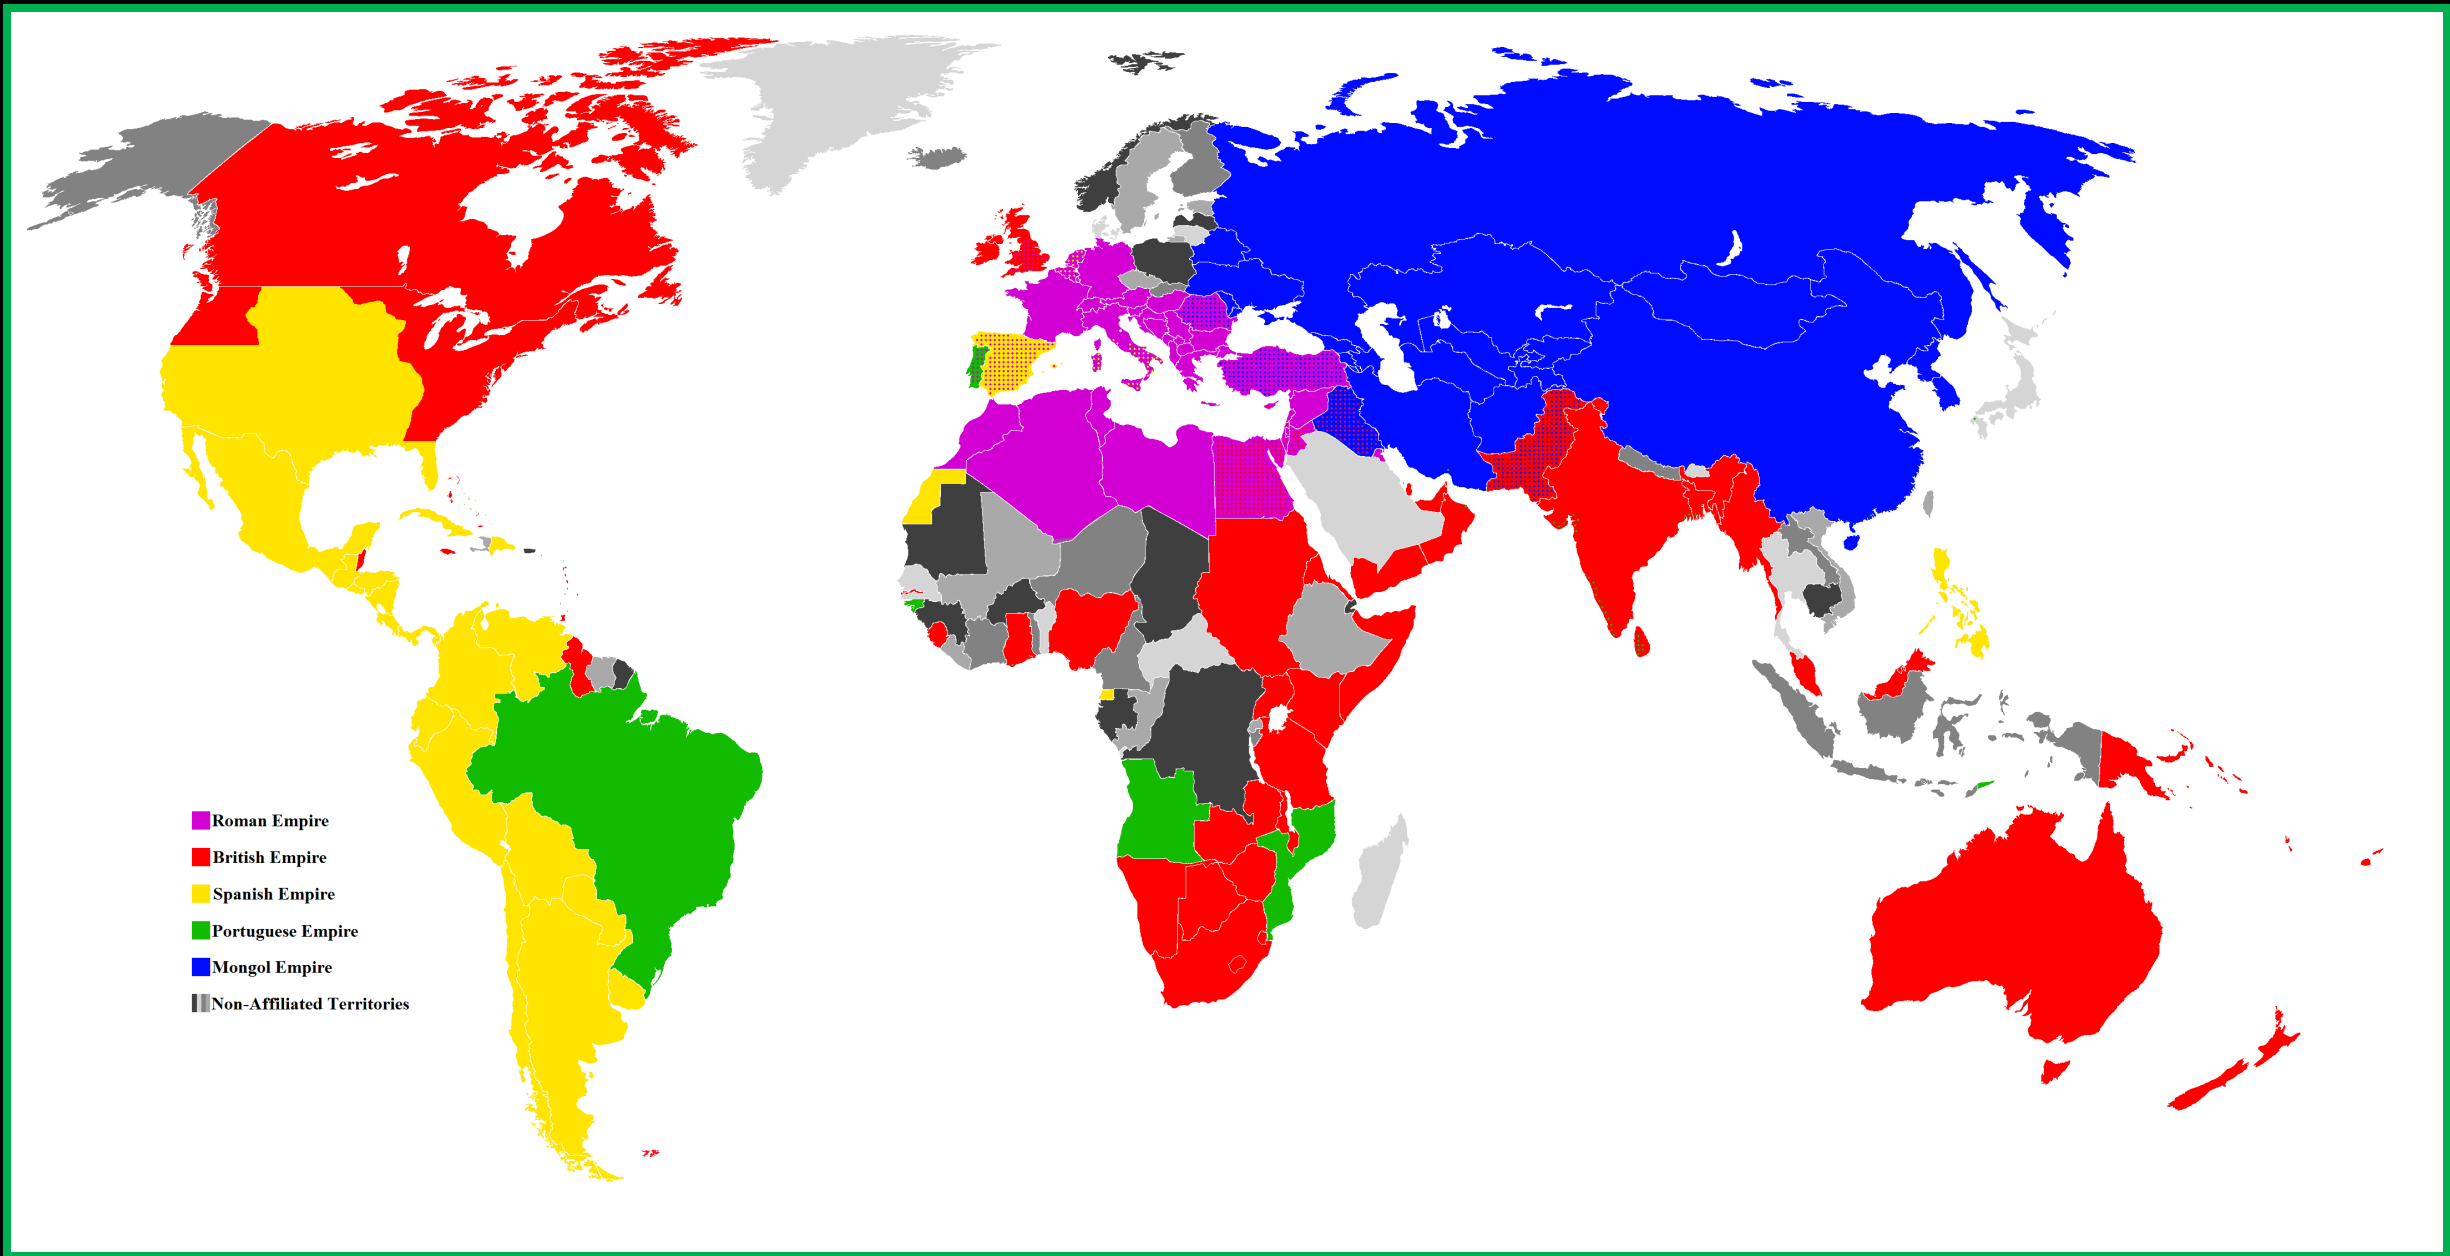 Roman Empire
British Empire
Spanish Empire
Portuguese Empire
Mongol Empire
Non-Affiliated Territories